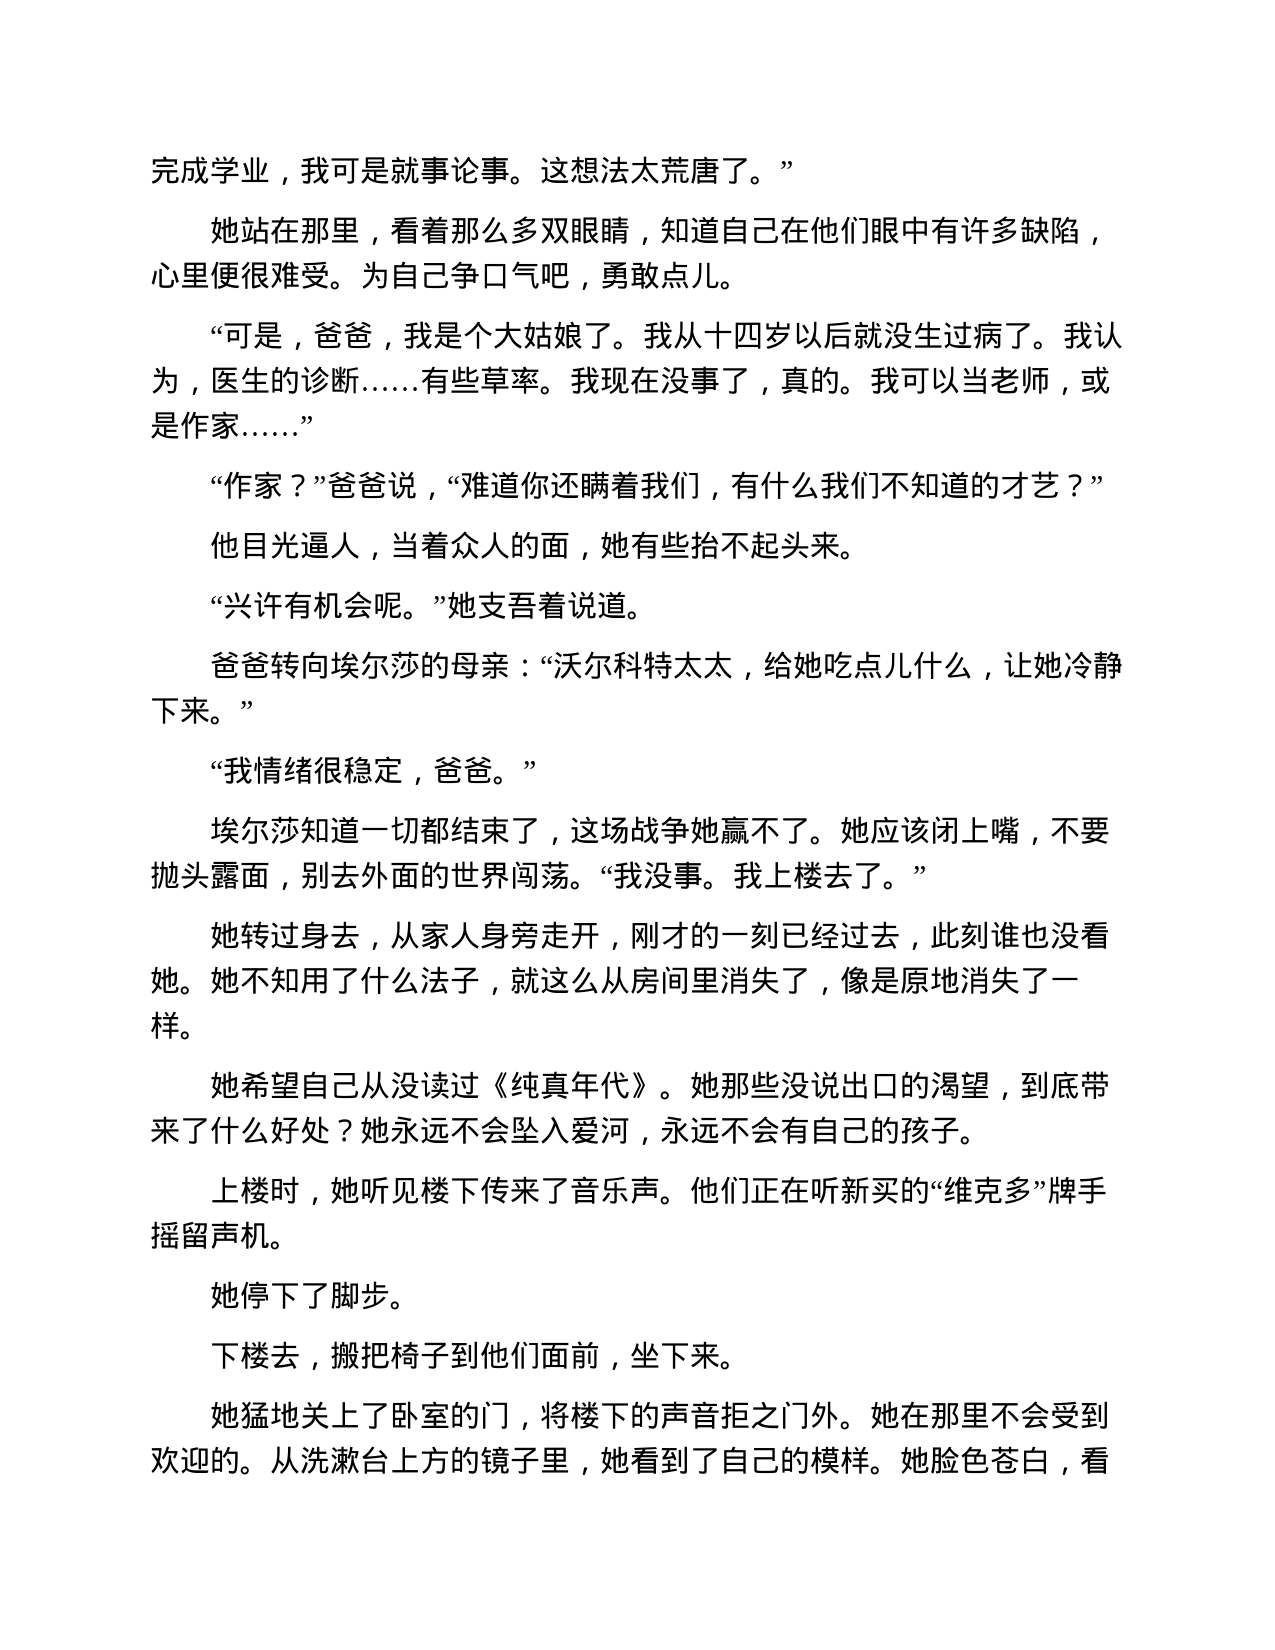 完成学业，我可是就事论事。这想法太荒唐了。”
她站在那里，看着那么多双眼睛，知道自己在他们眼中有许多缺陷，
心里便很难受。为自己争口气吧，勇敢点儿。
“可是，爸爸，我是个大姑娘了。我从十四岁以后就没生过病了。我认
为，医生的诊断……有些草率。我现在没事了，真的。我可以当老师，或
是作家……”
“作家？”爸爸说，“难道你还瞒着我们，有什么我们不知道的才艺？”
他目光逼人，当着众人的面，她有些抬不起头来。
“兴许有机会呢。”她支吾着说道。
爸爸转向埃尔莎的母亲：“沃尔科特太太，给她吃点儿什么，让她冷静
下来。”
“我情绪很稳定，爸爸。”
埃尔莎知道一切都结束了，这场战争她赢不了。她应该闭上嘴，不要
抛头露面，别去外面的世界闯荡。“我没事。我上楼去了。”
她转过身去，从家人身旁走开，刚才的一刻已经过去，此刻谁也没看
她。她不知用了什么法子，就这么从房间里消失了，像是原地消失了一
样。
她希望自己从没读过《纯真年代》。她那些没说出口的渴望，到底带
来了什么好处？她永远不会坠入爱河，永远不会有自己的孩子。
上楼时，她听见楼下传来了音乐声。他们正在听新买的“维克多”牌手
摇留声机。
她停下了脚步。
下楼去，搬把椅子到他们面前，坐下来。
她猛地关上了卧室的门，将楼下的声音拒之门外。她在那里不会受到
欢迎的。从洗漱台上方的镜子里，她看到了自己的模样。她脸色苍白，看